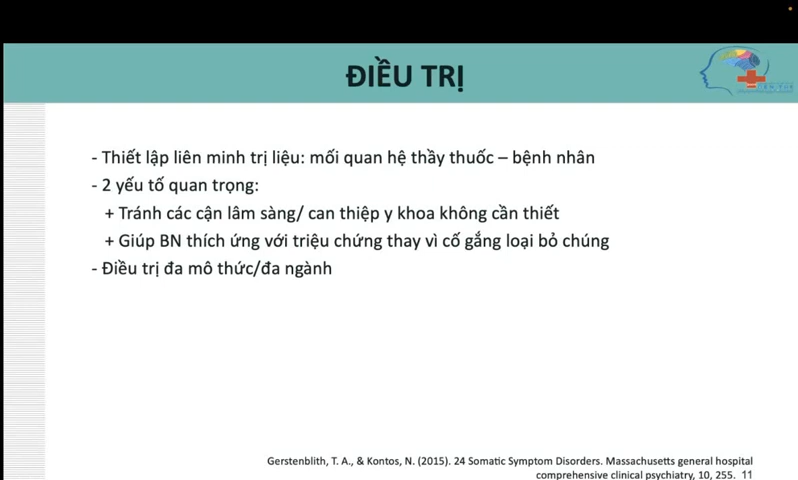 ĐIỀU TRỊ
- Thiết lập liên minh trị liệu: mối quan hệ thầy thuốc – bệnh nhân
- 2 yếu tố quan trọng:
+ Tránh các cận lâm sàng/ can thiệp y khoa không cần thiết
+ Giúp BN thích ứng với triệu chứng thay vì cố gắng loại bỏ chúng
- Điều trị đa mô thức/đa ngành
Gerstenblith, T. A., & Kontos, N. (2015). 24 Somatic Symptom Disorders. Massachusetts general hospital
comprehensive clinical psychiatry, 10, 255. 11